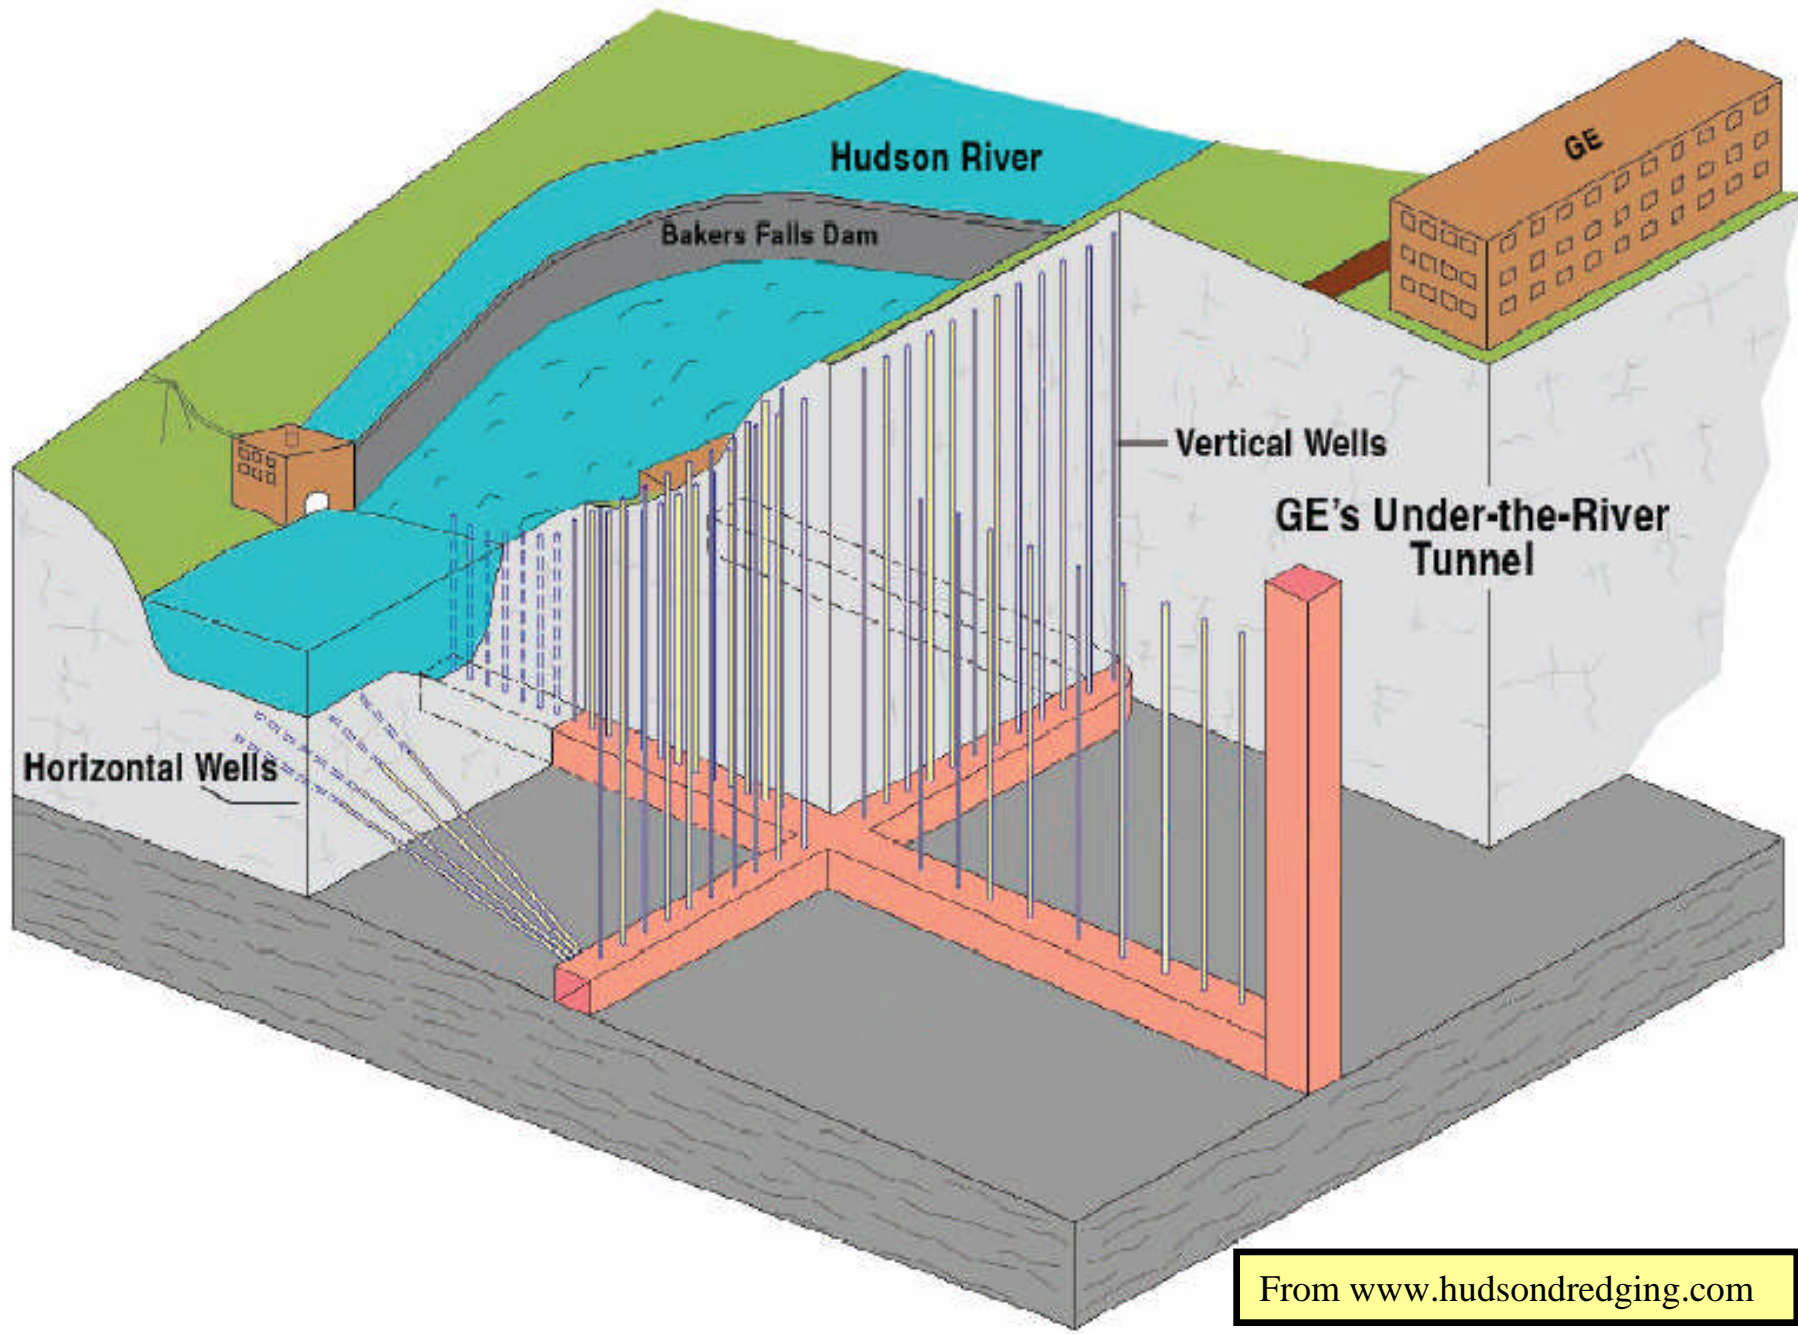 Hudson River
GE
Bakers Falls Dam
Vertical Wells
GE's Under-the-River
Tunnel
Horizontal Wells
From www.hudsondredging.com